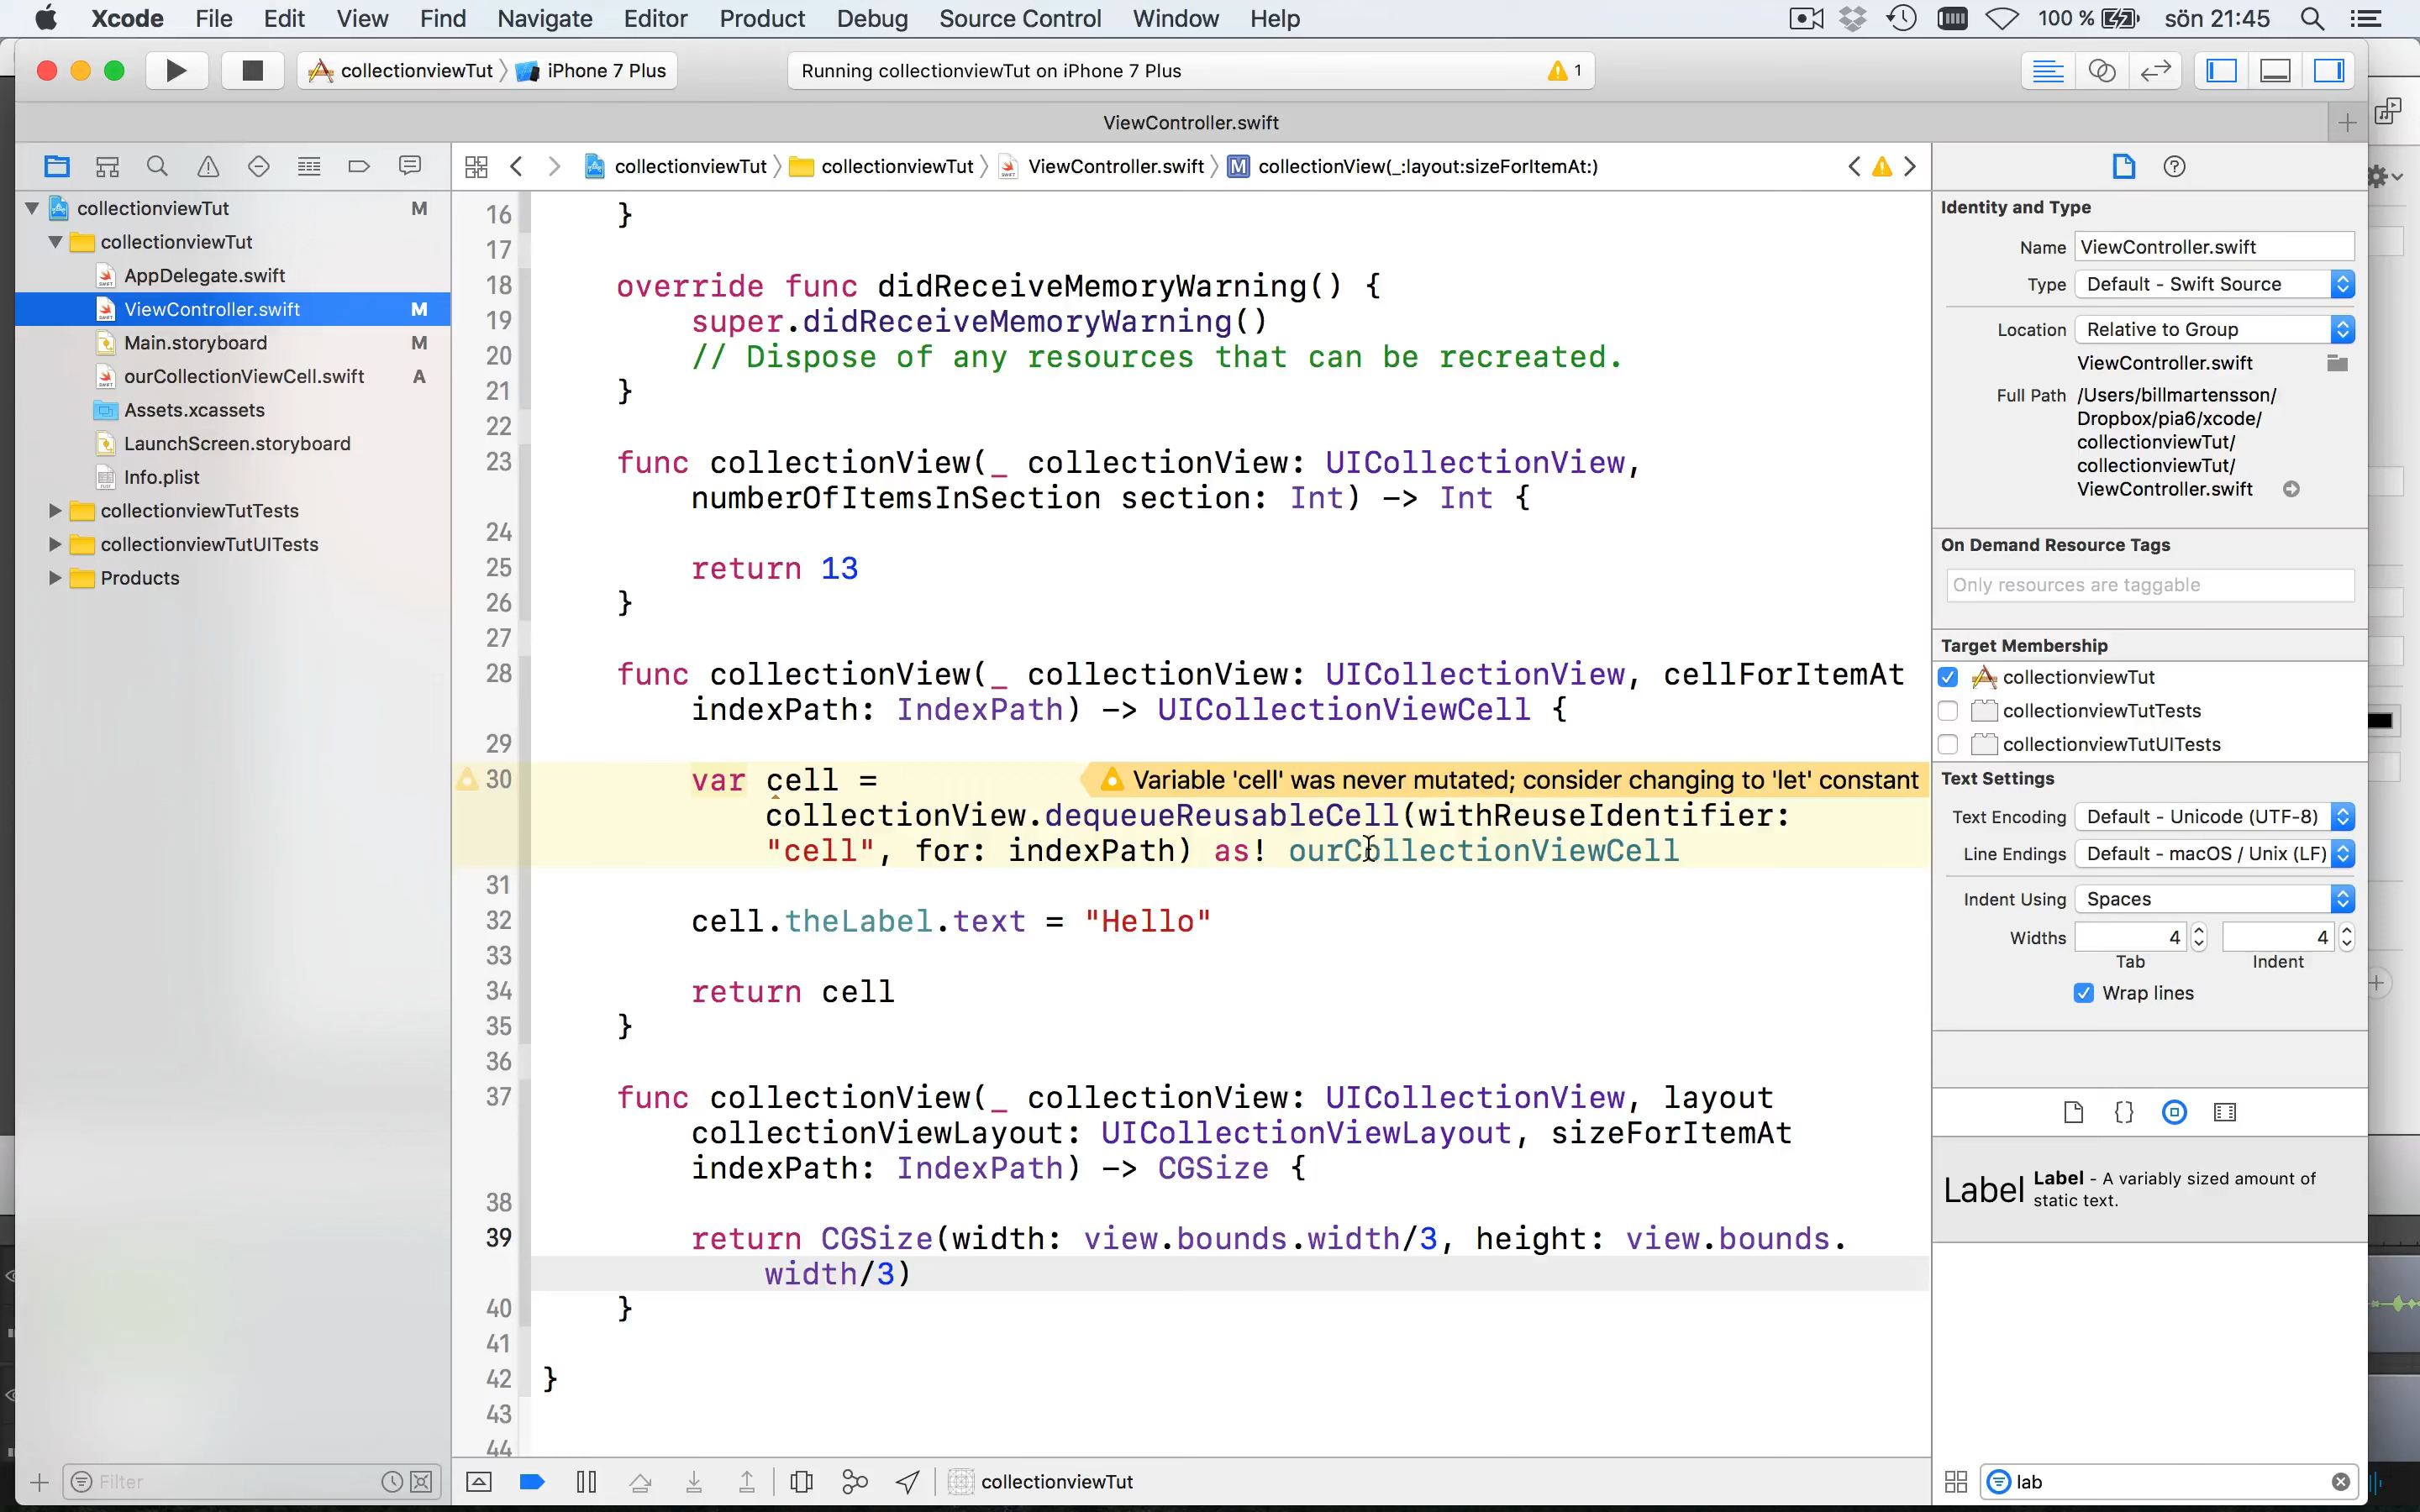 Xcode File Edit View Find Navigate Editor Product Debug Source Control Window Help 100 % sön 21:45
collectionviewTut iPhone 7 Plus Running collectionviewTut on iPhone 7 Plus 1
ViewController.swift
collectionviewTut collectionviewTut ViewController.swift M collectionView(_:layout:sizeForItemAt:)
collectionviewTut M
collectionviewTut
AppDelegate.swift
ViewController.swift M
Main.storyboard M
ourCollectionViewCell.swift A
Assets.xcassets
LaunchScreen.storyboard
Info.plist
collectionviewTutTests
collectionviewTutUITests
Products
Filter
16 }
17
18 override func didReceiveMemoryWarning() {
19 super.didReceiveMemoryWarning()
20 // Dispose of any resources that can be recreated.
21 }
22
23 func collectionView(_ collectionView: UICollectionView,
numberOfItemsInSection section: Int) -> Int {
24
25 return 13
26 }
27
28 func collectionView(_ collectionView: UICollectionView, cellForItemAt
indexPath: IndexPath) -> UICollectionViewCell {
29
30 var cell = Variable 'cell' was never mutated; consider changing to 'let' constant
collectionView.dequeueReusableCell(withReuseIdentifier:
"cell", for: indexPath) as! ourCollectionViewCell
31
32 cell.theLabel.text = "Hello"
33
34 return cell
35 }
36
37 func collectionView(_ collectionView: UICollectionView, layout
collectionViewLayout: UICollectionViewLayout, sizeForItemAt
indexPath: IndexPath) -> CGSize {
38
39 return CGSize(width: view.bounds.width/3, height: view.bounds.
width/3)
40 }
41
42 }
43
44
collectionviewTut
Identity and Type
Name ViewController.swift
Type Default - Swift Source
Location Relative to Group
ViewController.swift
Full Path /Users/billmartensson/
Dropbox/pia6/xcode/
collectionviewTut/
collectionviewTut/
ViewController.swift
On Demand Resource Tags
Only resources are taggable
Target Membership
collectionviewTut
collectionviewTutTests
collectionviewTutUITests
Text Settings
Text Encoding Default - Unicode (UTF-8)
Line Endings Default - macOS / Unix (LF)
Indent Using Spaces
Widths 4 4
Tab Indent
Wrap lines
{}
Label Label - A variably sized amount of
static text.
lab